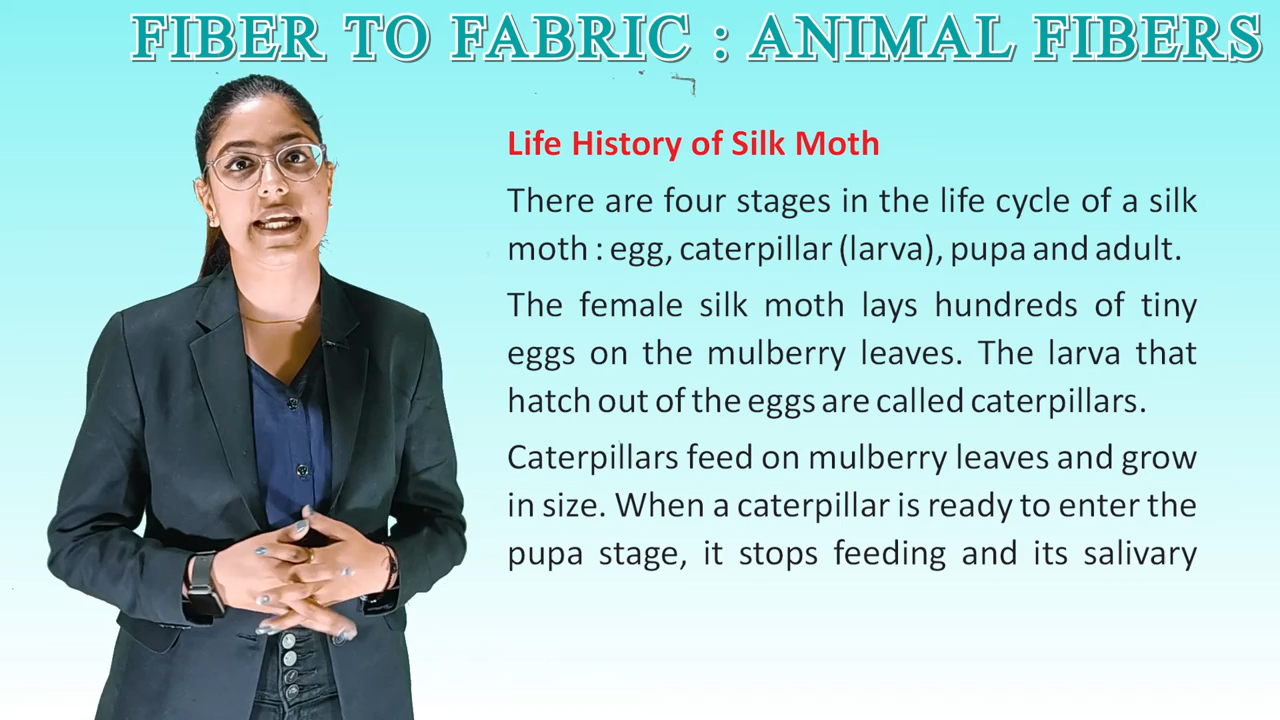 FIBER TO FABRIC : ANIMAL FIBERS
Life History of Silk Moth
There are four stages in the life cycle of a silk
moth : egg, caterpillar (larva), pupa and adult.
The female silk moth lays hundreds of tiny
eggs on the mulberry leaves. The larva that
hatch out of the eggs are called caterpillars.
Caterpillars feed on mulberry leaves and grow
in size. When a caterpillar is ready to enter the
pupa stage, it stops feeding and its salivary